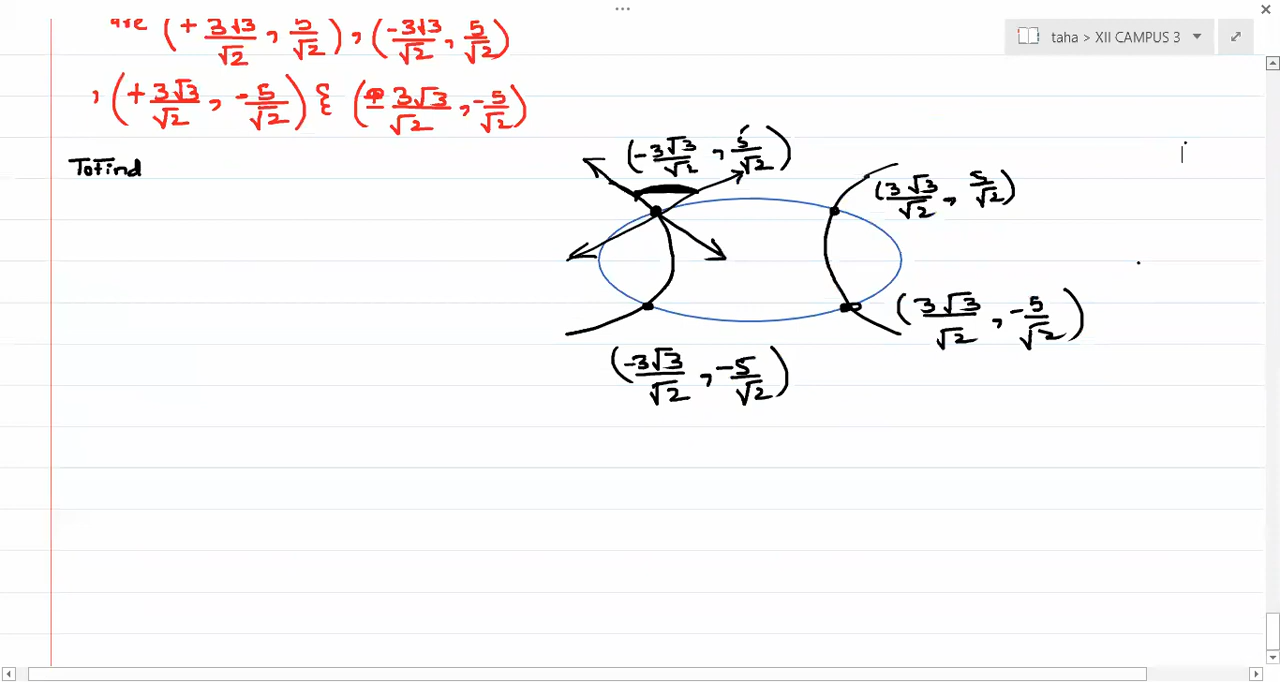 taha > XII CAMPUS 3
are (+ 3√3/√2 , 5/√2) , (-3√3/√2 , 5/√2)
, (+ 3√3/√2 , -5/√2) & (- 3√3/√2 , -5/√2)
To Find
(-3√3/√2 , 5/√2)
(3√3/√2 , 5/√2)
(3√3/√2 , -5/√2)
(-3√3/√2 , -5/√2)